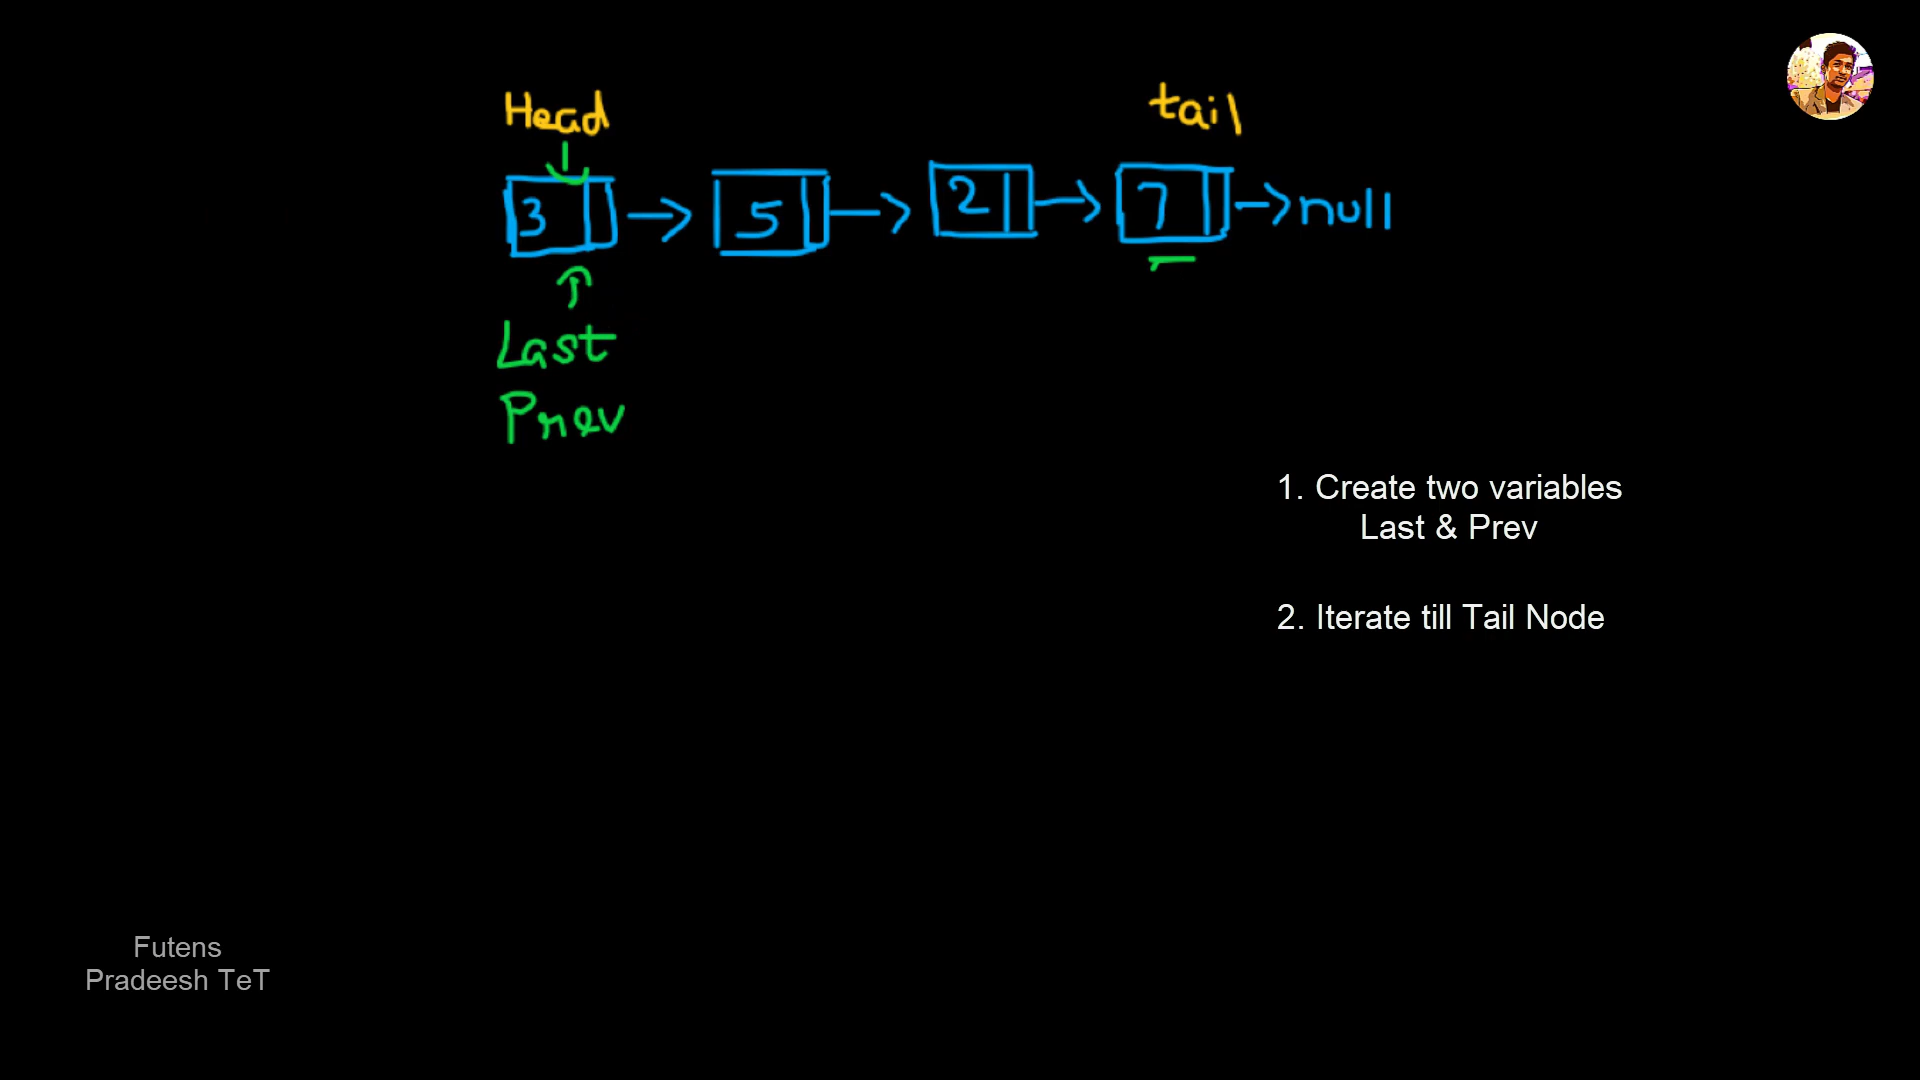 Head
tail
3 5 2 7 null
Last
Prev
1. Create two variables
Last & Prev
2. Iterate till Tail Node
Futens
Pradeesh TeT